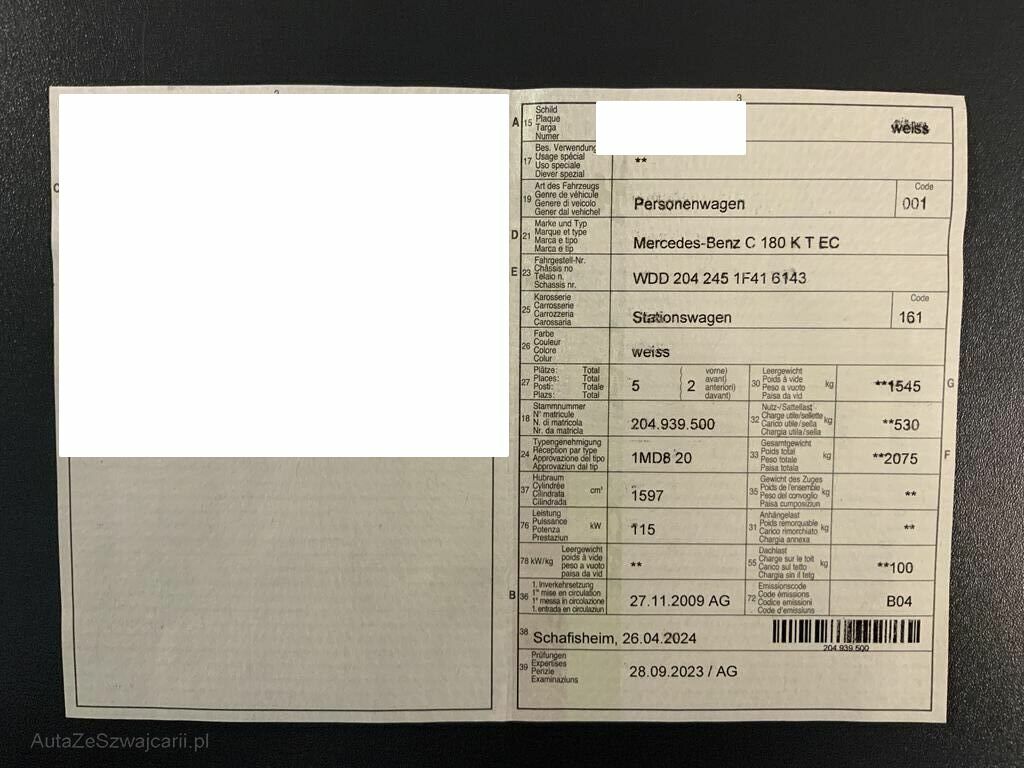 2
3
C
A 15 Schild
Plaque
Targa
Numer
weiss
17 Bes. Verwendung
Usage spécial
Uso speciale
Diever spezial
**
19 Art des Fahrzeugs
Genre de véhicule
Genere di veicolo
Gener dal vehichel
Personenwagen
Code
001
D 21 Marke und Typ
Marque et type
Marca e tipo
Marca e tip
Mercedes-Benz C 180 K T EC
E 23 Fahrgestell-Nr.
Châssis no
Telaio n.
Schassis nr.
WDD 204 245 1F41 6143
25 Karosserie
Carrosserie
Carrozzeria
Carossaria
Stationswagen
Code
161
26 Farbe
Couleur
Colore
Colur
weiss
27 Plätze: Total
Places: Total
Posti: Totale
Plazs: Total
5 ( 2 vorne)
avant)
anteriori)
davant)
30 Leergewicht
Poids à vide
Peso a vuoto
Paisa da vid
kg
**1545
G
18 Stammnummer
N° matricule
N. di matricola
Nr. da matricla
204.939.500
32 Nutz-/Sattellast
Charge utile/sellette
Carico utile/sella
Chargia utila/sella
kg
**530
24 Typengenehmigung
Réception par type
Approvazione del tipo
Approvaziun dal tip
1MD8 20
33 Gesamtgewicht
Poids total
Peso totale
Paisa totala
kg
**2075
F
37 Hubraum
Cylindrée
Cilindrata
Cilindrada
cm³
1597
35 Gewicht des Zuges
Poids de l'ensemble
Peso del convoglio
Paisa cumposiziun
kg
**
76 Leistung
Puissance
Potenza
Prestaziun
kW
115
31 Anhängelast
Poids remorquable
Carico rimorchiato
Chargia annexa
kg
**
78 kW/kg Leergewicht
poids à vide
peso a vuoto
paisa da vid
**
55 Dachlast
Charge sur le toit
Carico sul tetto
Chargia sin il tetg
kg
**100
B 36 1. Inverkehrsetzung
1re mise en circulation
1a messa in circolazione
1. entrada en circulaziun
27.11.2009 AG
72 Emissionscode
Code émissions
Codice emissioni
Code d'emissiuns
B04
38 Schafisheim, 26.04.2024
204.939.500
39 Prüfungen
Expertises
Perizie
Examinaziuns
28.09.2023 / AG
AutaZeSzwajcarii.pl